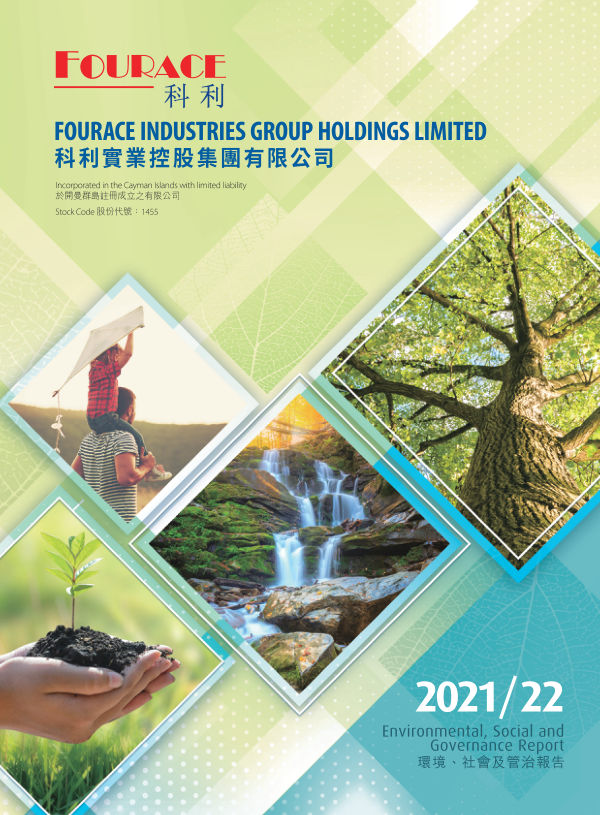 FOURACE
科利
FOURACE INDUSTRIES GROUP HOLDINGS LIMITED
科利實業控股集團有限公司
Incorporated in the Cayman Islands with limited liability
於開曼群島註冊成立之有限公司
Stock Code 股份代號：1455
2021/22
Environmental, Social and
Governance Report
環境、社會及管治報告